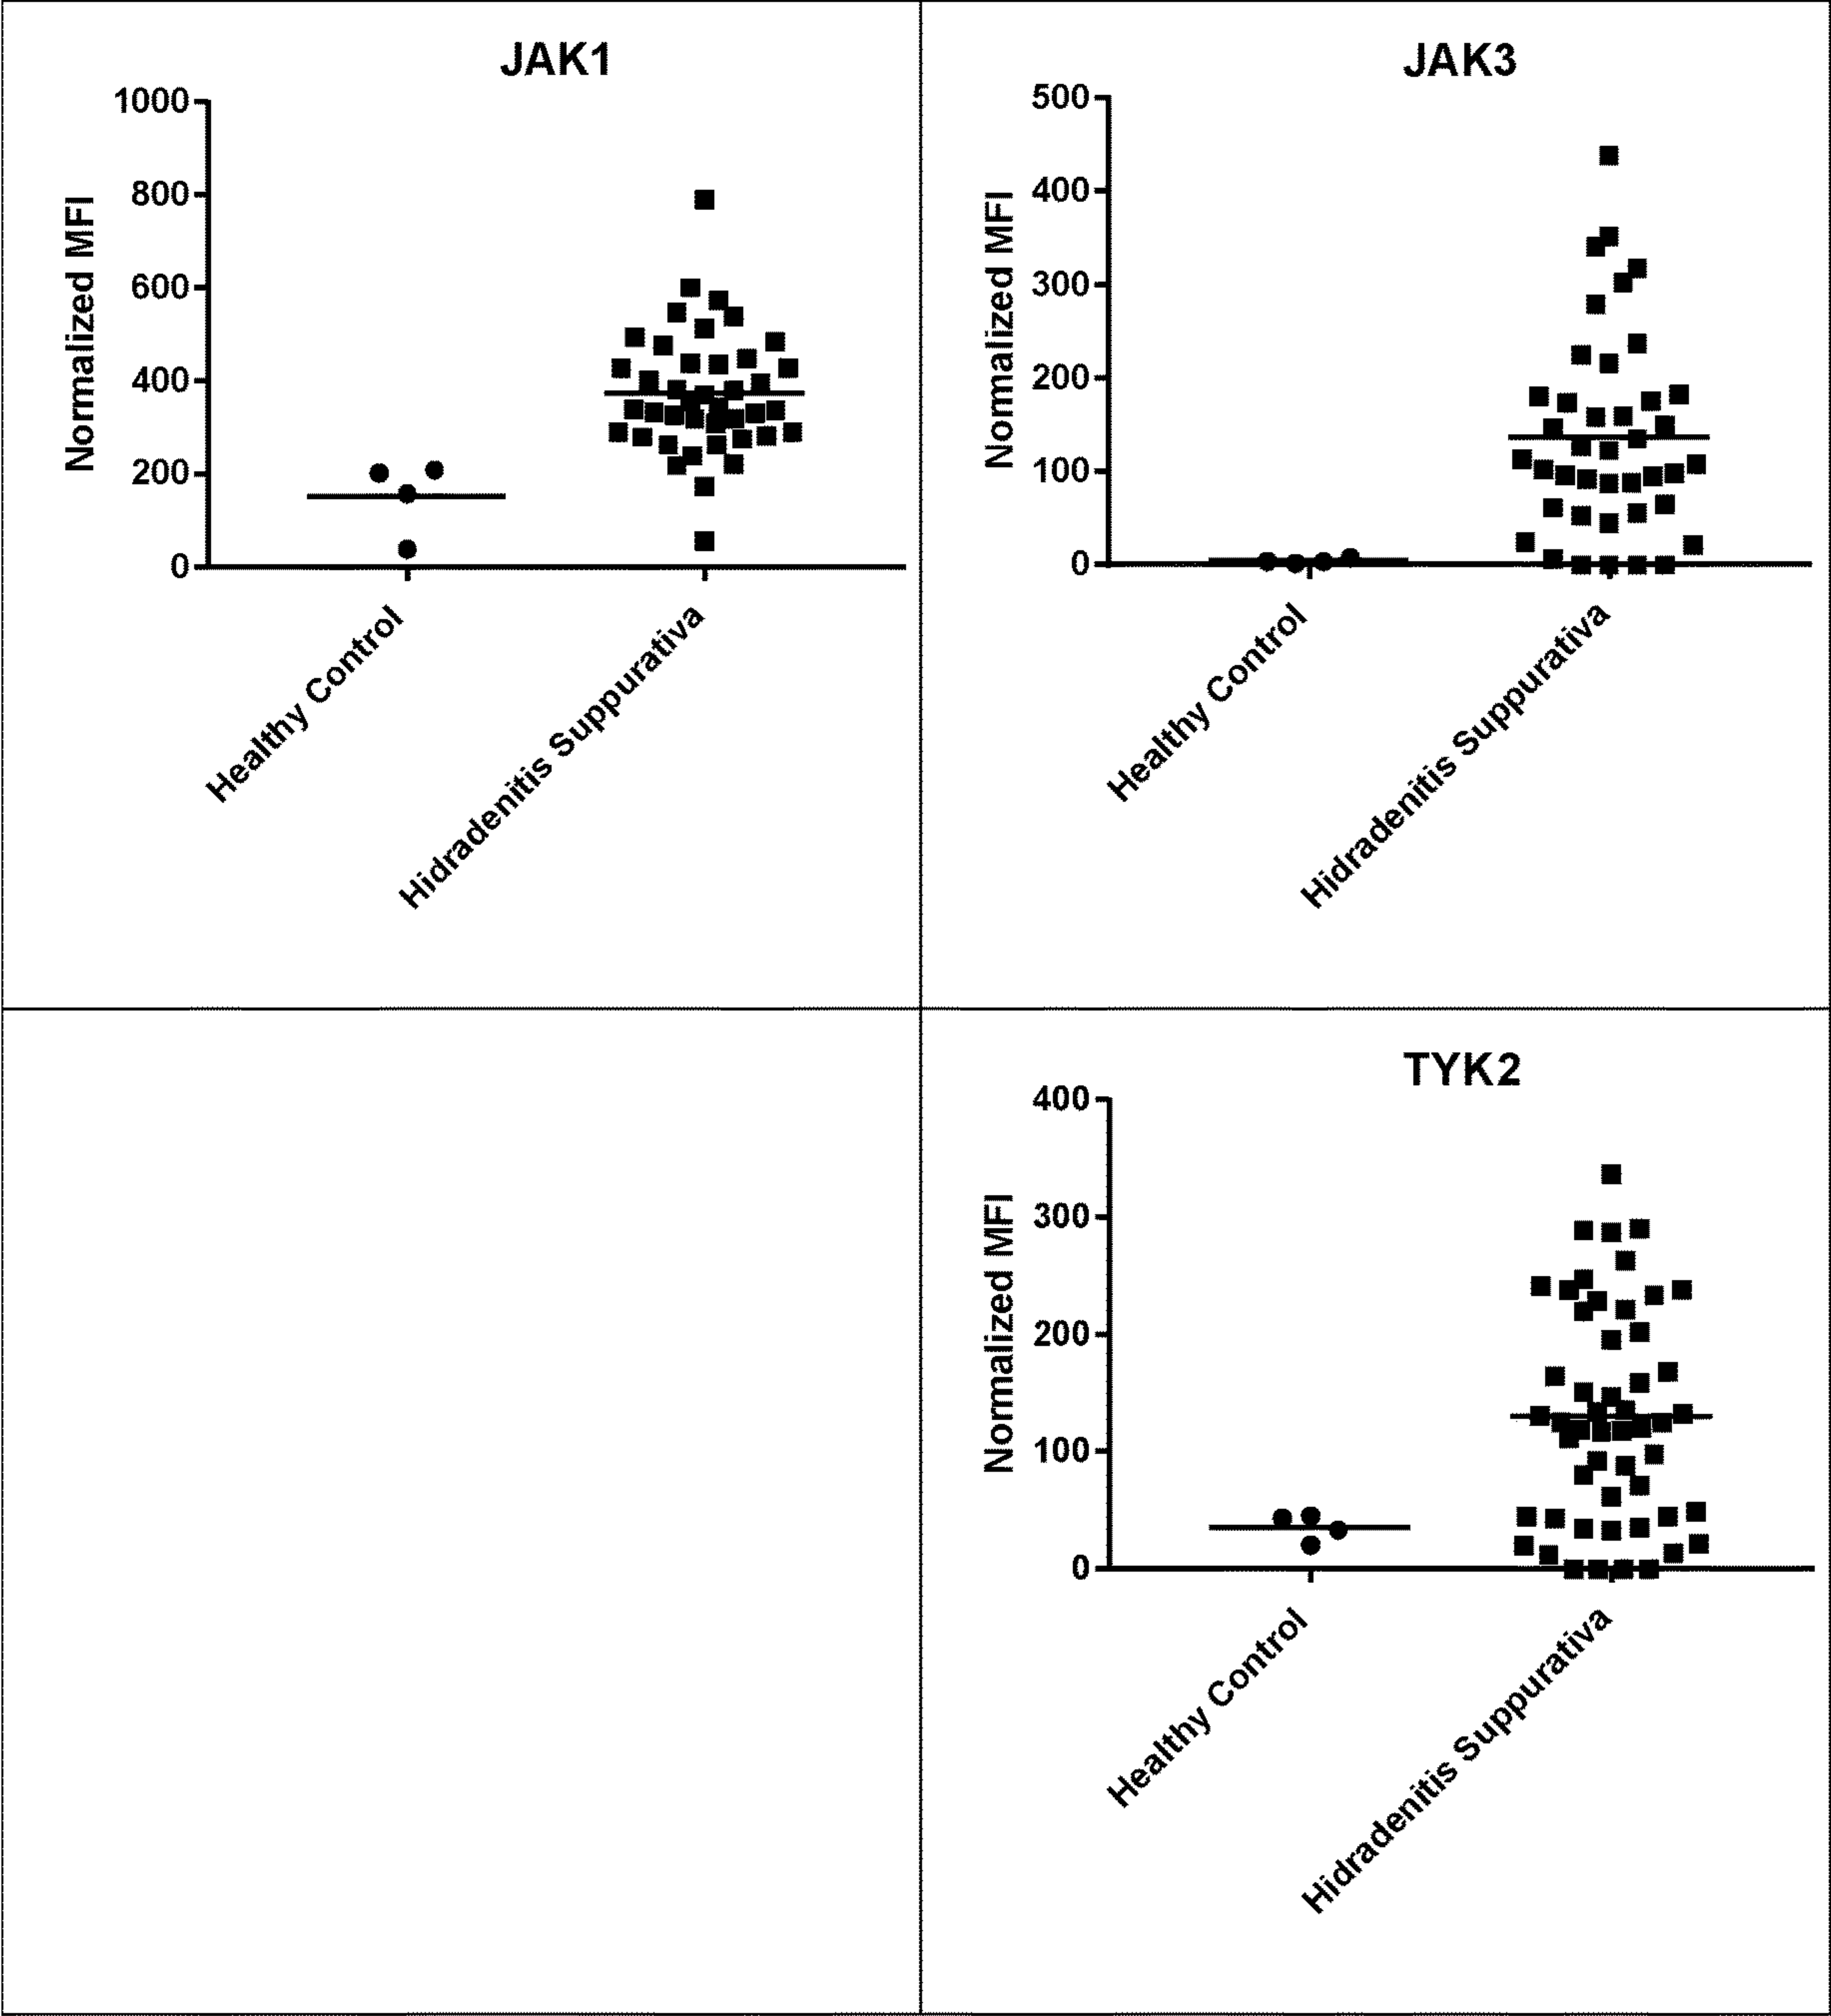 JAK1
1000
800
600
400
200
0
Normalized MFI
Healthy Control
Hidradenitis Suppurativa
JAK3
500
400
300
200
100
0
Normalized MFI
Healthy Control
Hidradenitis Suppurativa
TYK2
400
300
200
100
0
Normalized MFI
Healthy Control
Hidradenitis Suppurativa